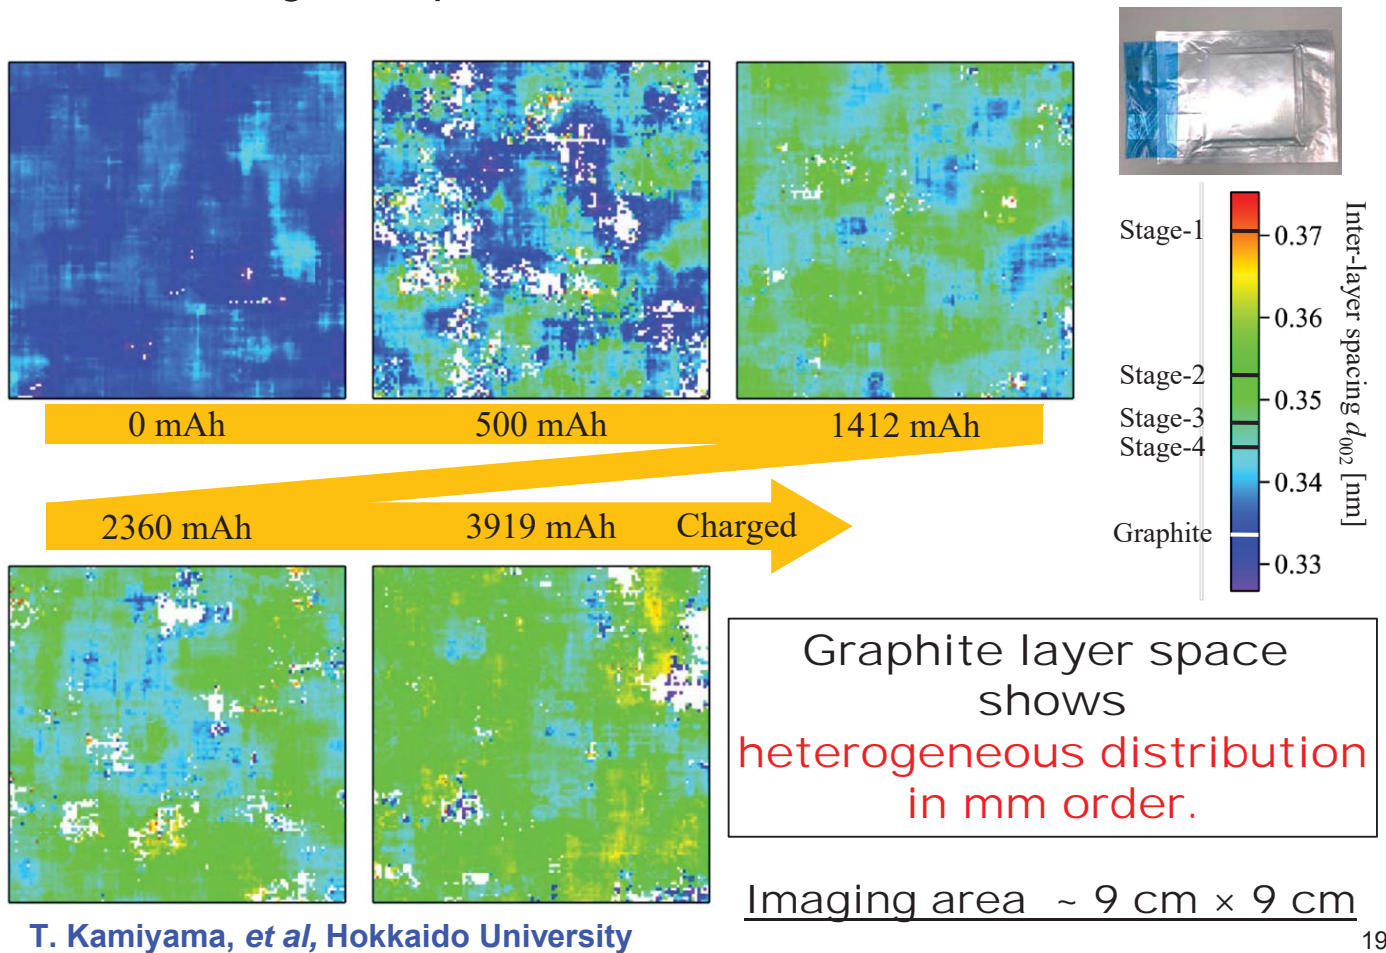 Stage-1
Stage-2
Stage-3
Stage-4
Graphite
0.37
0.36
0.35
0.34
0.33
Inter-layer spacing d002 [nm]
0 mAh 500 mAh 1412 mAh
2360 mAh 3919 mAh Charged
Graphite layer space
shows
heterogeneous distribution
in mm order.
Imaging area ~ 9 cm × 9 cm
T. Kamiyama, et al, Hokkaido University
19